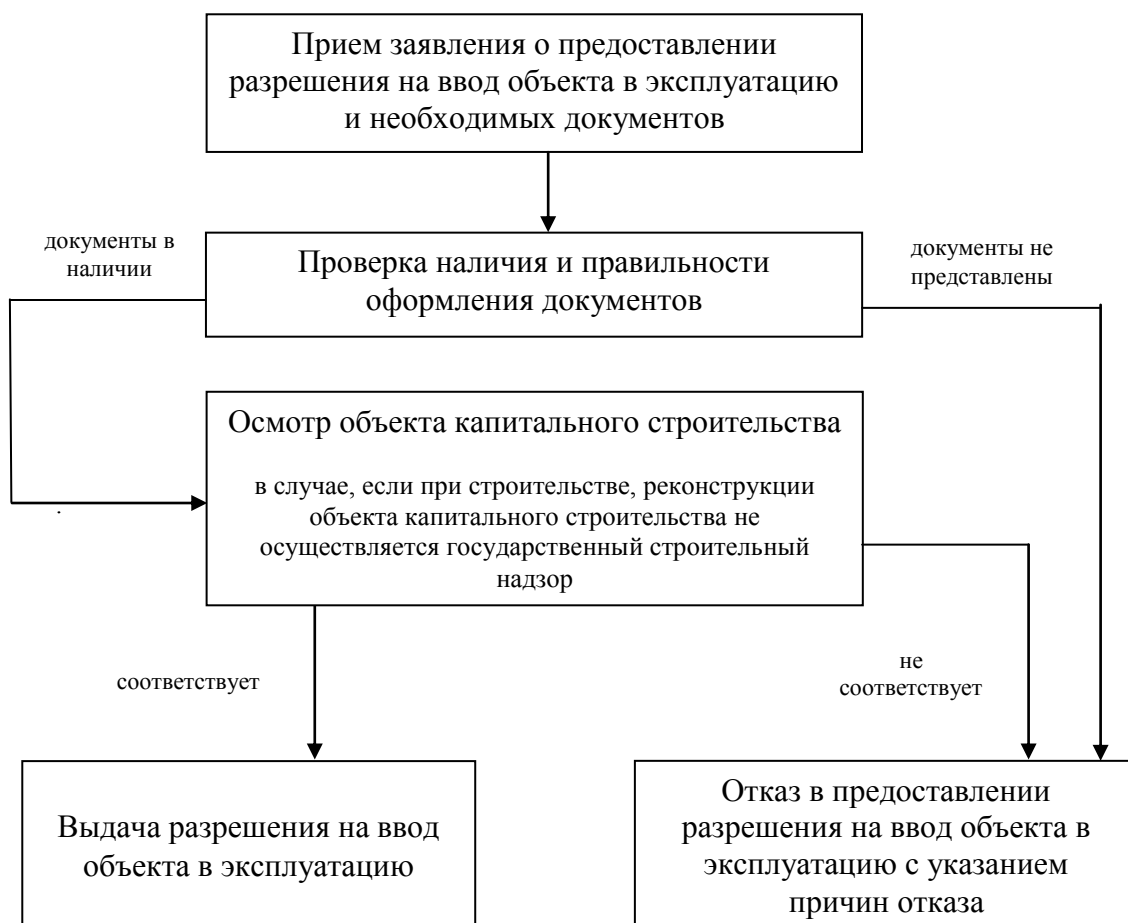 Прием заявления о предоставлении
разрешения на ввод объекта в эксплуатацию
и необходимых документов
документы в
наличии
Проверка наличия и правильности
оформления документов
документы не
представлены
Осмотр объекта капитального строительства
в случае, если при строительстве, реконструкции
объекта капитального строительства не
осуществляется государственный строительный
надзор
соответствует
не
соответствует
Выдача разрешения на ввод
объекта в эксплуатацию
Отказ в предоставлении
разрешения на ввод объекта в
эксплуатацию с указанием
причин отказа